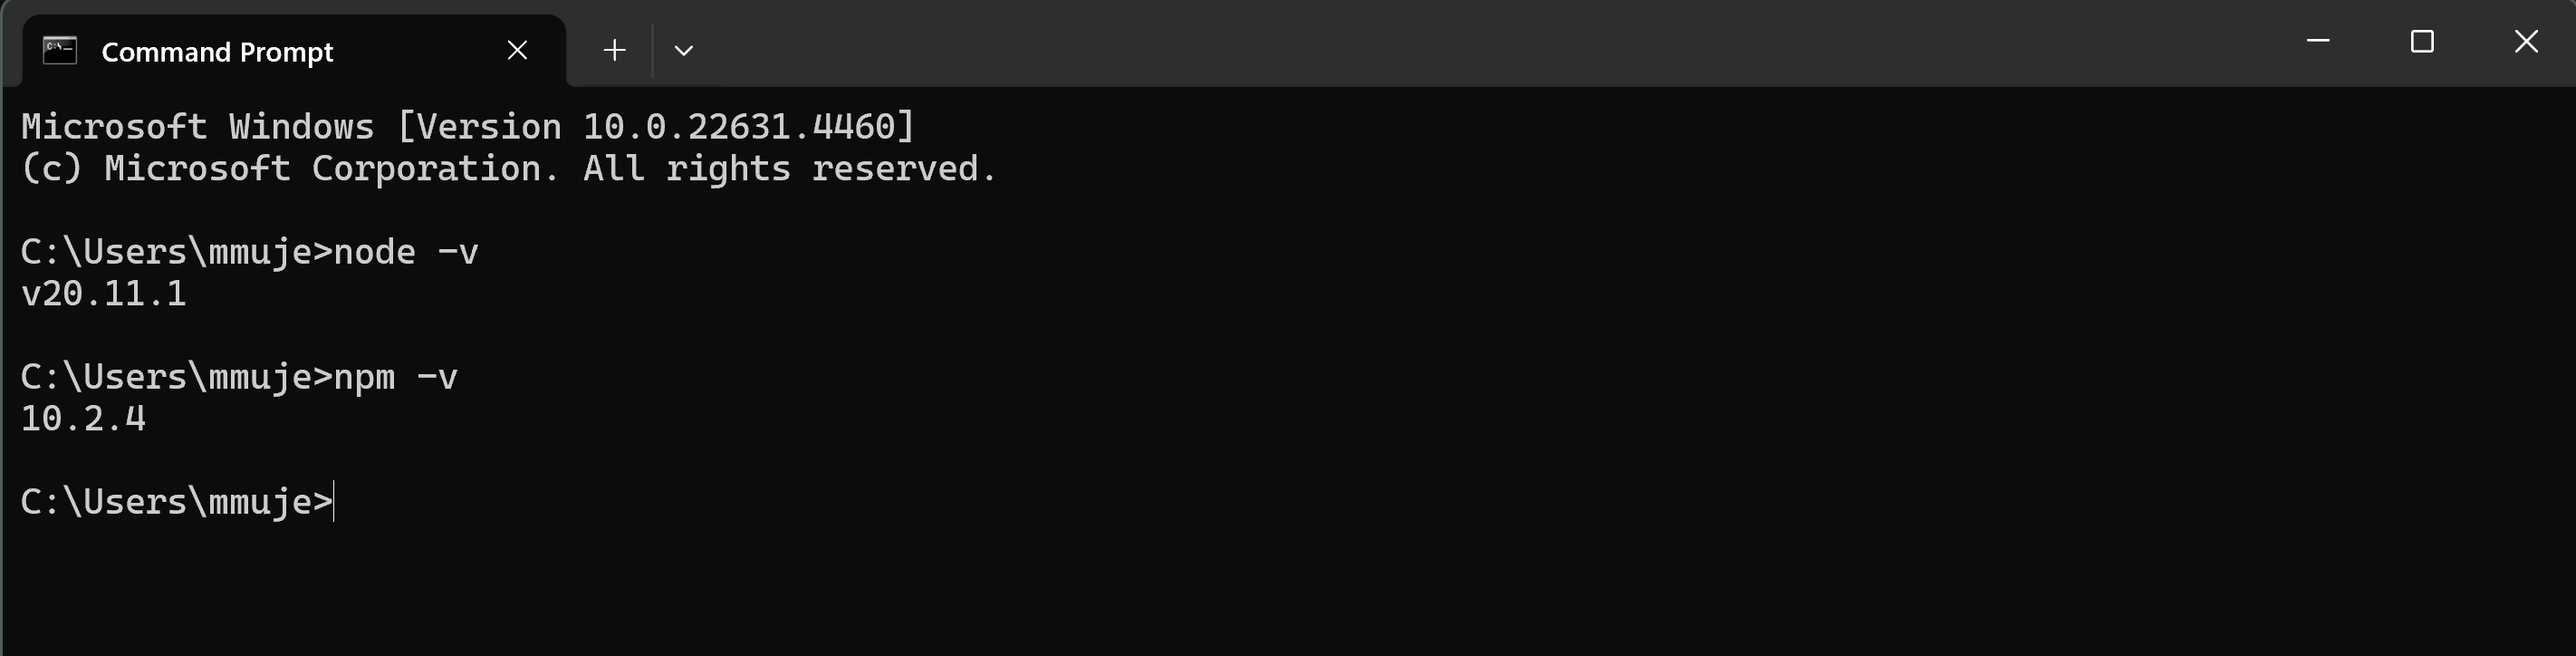 Command Prompt
Microsoft Windows [Version 10.0.22631.4460]
(c) Microsoft Corporation. All rights reserved.
C:\Users\mmuje>node -v
v20.11.1
C:\Users\mmuje>npm -v
10.2.4
C:\Users\mmuje>